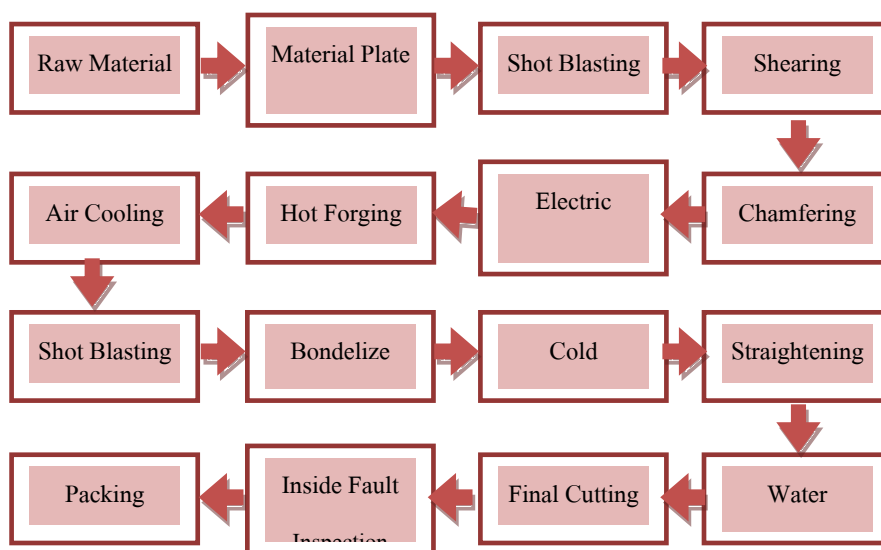 Raw Material
Material Plate
Shot Blasting
Shearing
Air Cooling
Hot Forging
Electric
Chamfering
Shot Blasting
Bondelize
Cold
Straightening
Packing
Inside Fault
Inspection
Final Cutting
Water